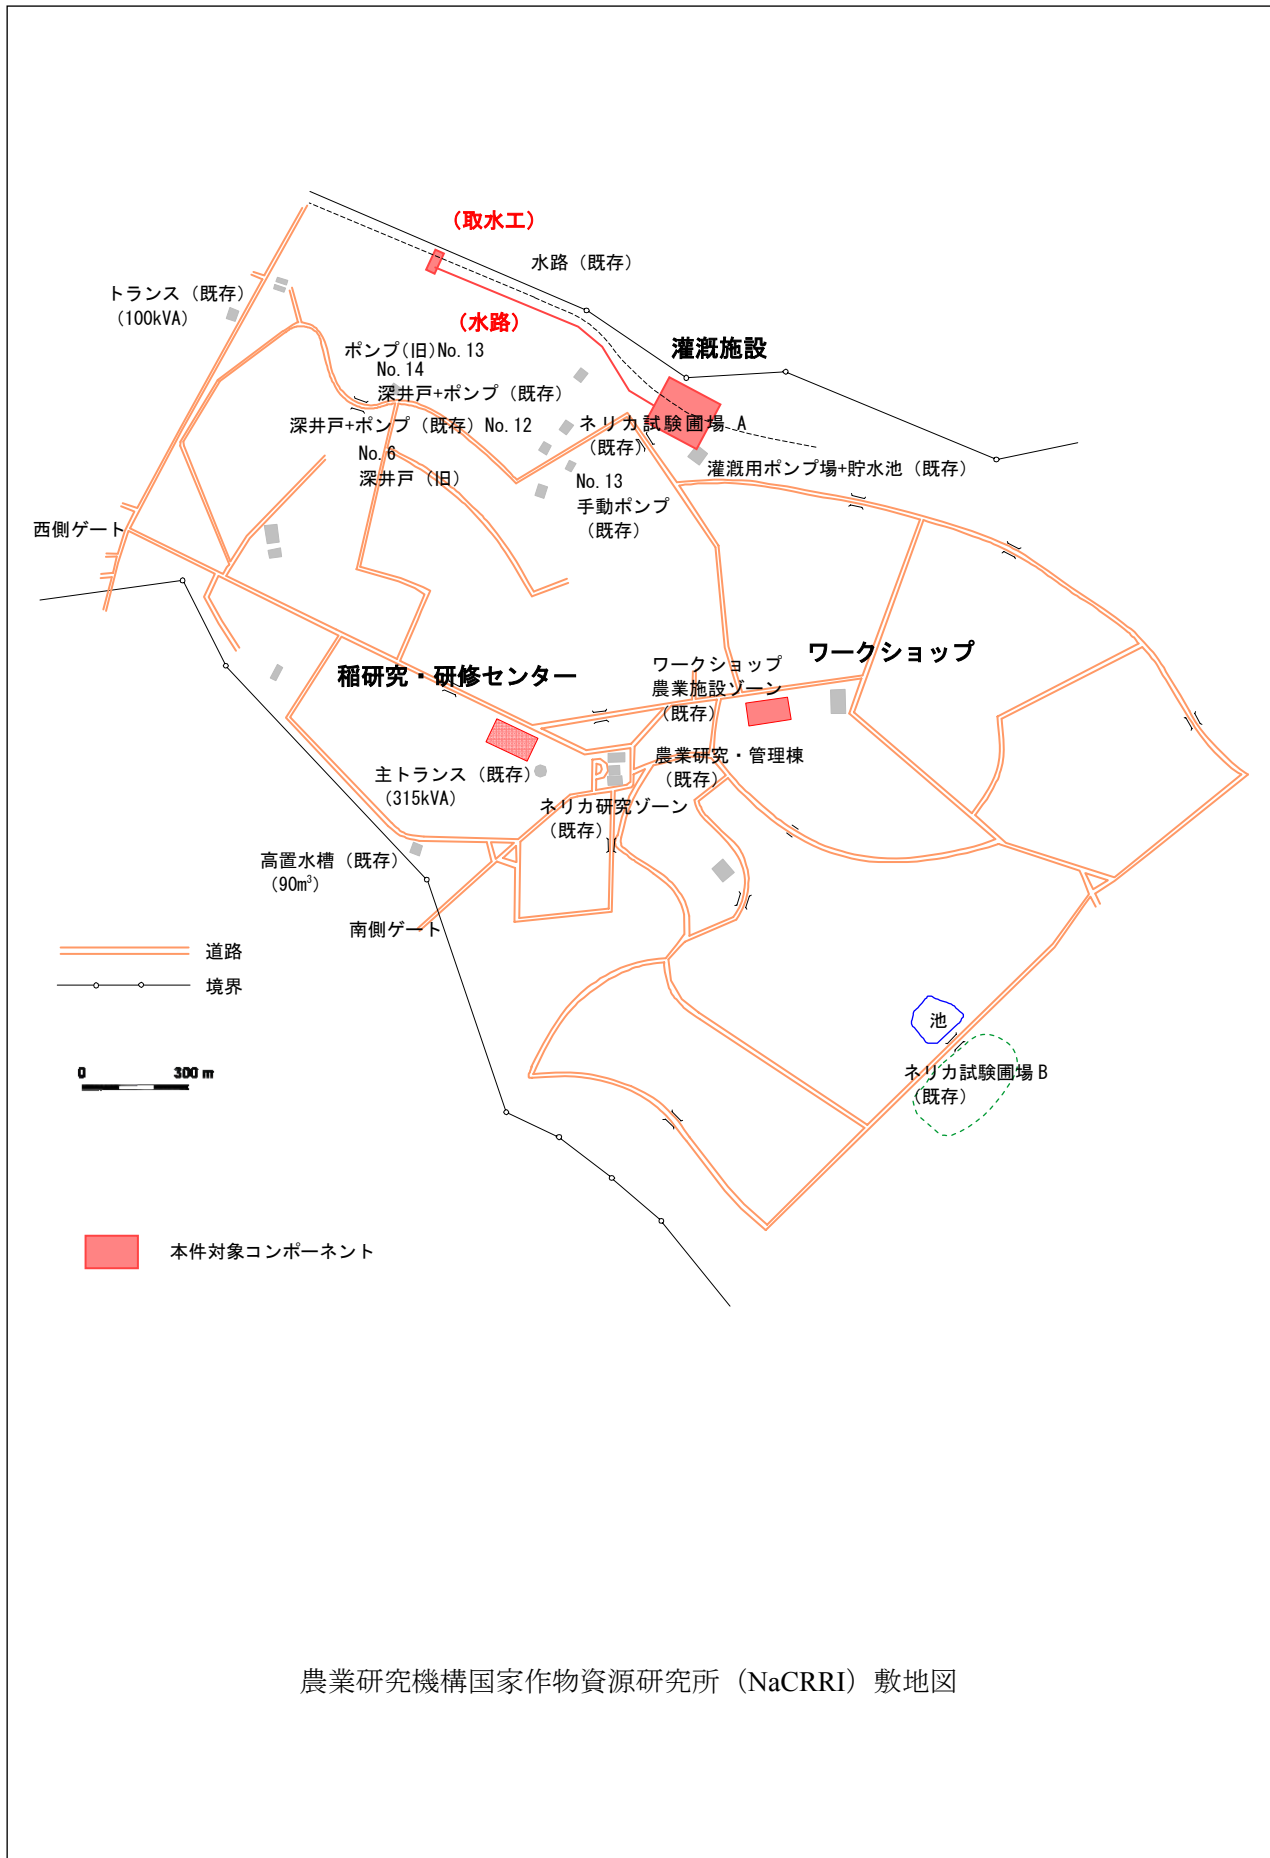 （取水工）
水路（既存）
トランス（既存）
（100kVA）
（水路）
灌漑施設
ポンプ(旧)No.13
No.14
深井戸+ポンプ（既存）
深井戸+ポンプ（既存）No.12
ネリカ試験圃場 A
（既存）
No.6
深井戸（旧）
灌漑用ポンプ場+貯水池（既存）
No.13
手動ポンプ
（既存）
西側ゲート
ワークショップ
稲研究・研修センター
ワークショップ
農業施設ゾーン
（既存）
農業研究・管理棟
（既存）
主トランス（既存）
（315kVA）
P
ネリカ研究ゾーン
（既存）
高置水槽（既存）
（90m³）
南側ゲート
道路
境界
池
0 300 m
ネリカ試験圃場 B
（既存）
本件対象コンポーネント
農業研究機構国家作物資源研究所（NaCRRI）敷地図